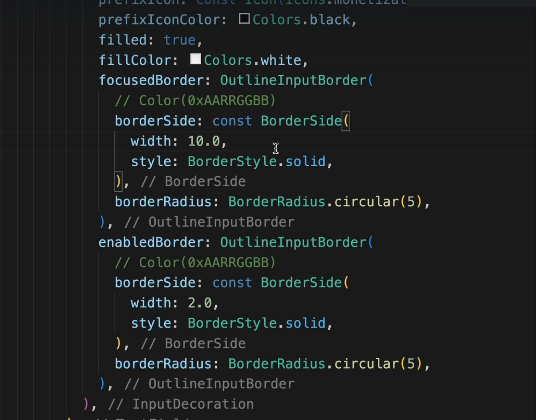 prefixIcon: const Icon(Icons.monetizat
prefixIconColor: Colors.black,
filled: true,
fillColor: Colors.white,
focusedBorder: OutlineInputBorder(
// Color(0xAARRGGBB)
borderSide: const BorderSide(
width: 10.0,
style: BorderStyle.solid,
), // BorderSide
borderRadius: BorderRadius.circular(5),
), // OutlineInputBorder
enabledBorder: OutlineInputBorder(
// Color(0xAARRGGBB)
borderSide: const BorderSide(
width: 2.0,
style: BorderStyle.solid,
), // BorderSide
borderRadius: BorderRadius.circular(5),
), // OutlineInputBorder
), // InputDecoration